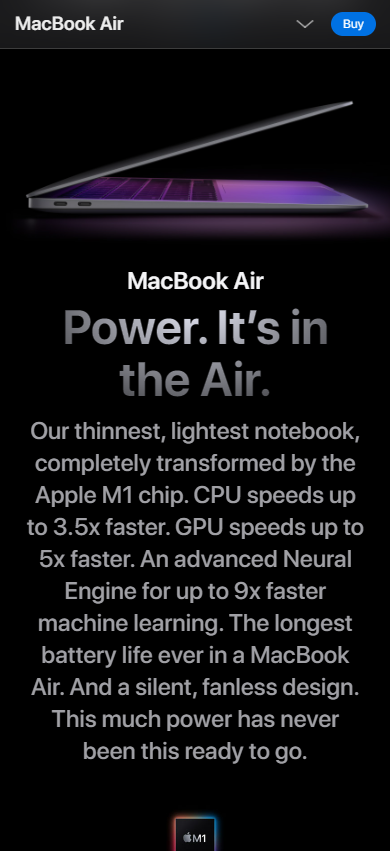 MacBook Air
Buy
MacBook Air
Power. It's in
the Air.
Our thinnest, lightest notebook,
completely transformed by the
Apple M1 chip. CPU speeds up
to 3.5x faster. GPU speeds up to
5x faster. An advanced Neural
Engine for up to 9x faster
machine learning. The longest
battery life ever in a MacBook
Air. And a silent, fanless design.
This much power has never
been this ready to go.
M1